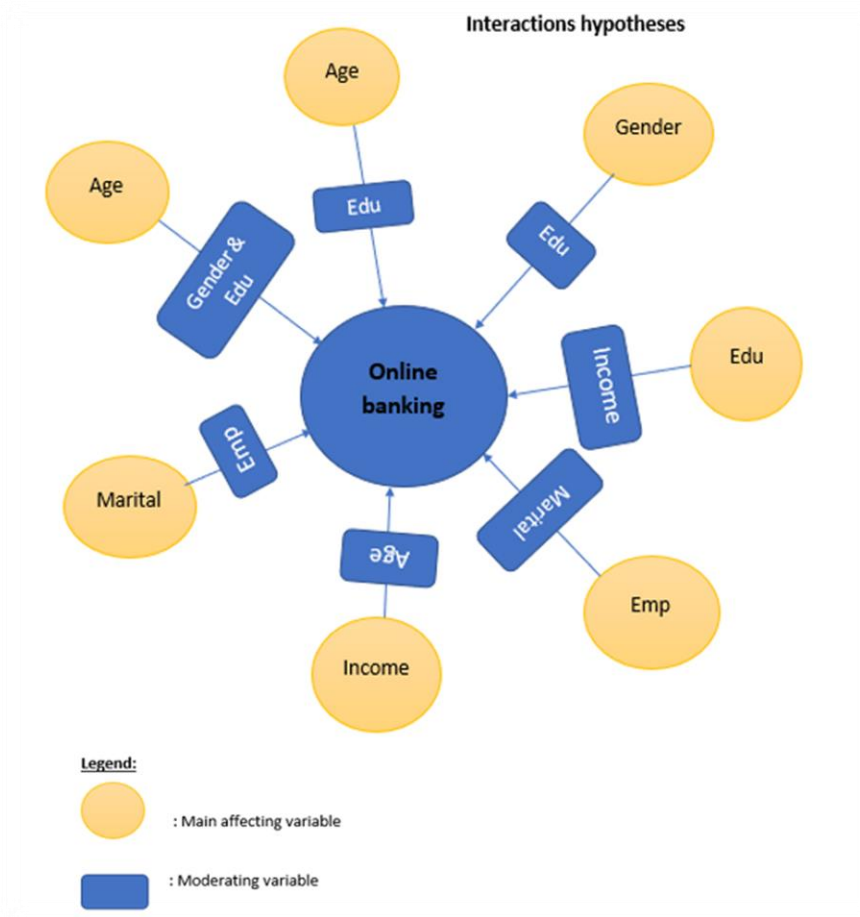 Interactions hypotheses
Age
Gender
Age
Edu
Edu
Gender &
Edu
Edu
Income
Online
banking
Emp
Marital
Marital
Age
Emp
Income
Legend:
: Main affecting variable
: Moderating variable